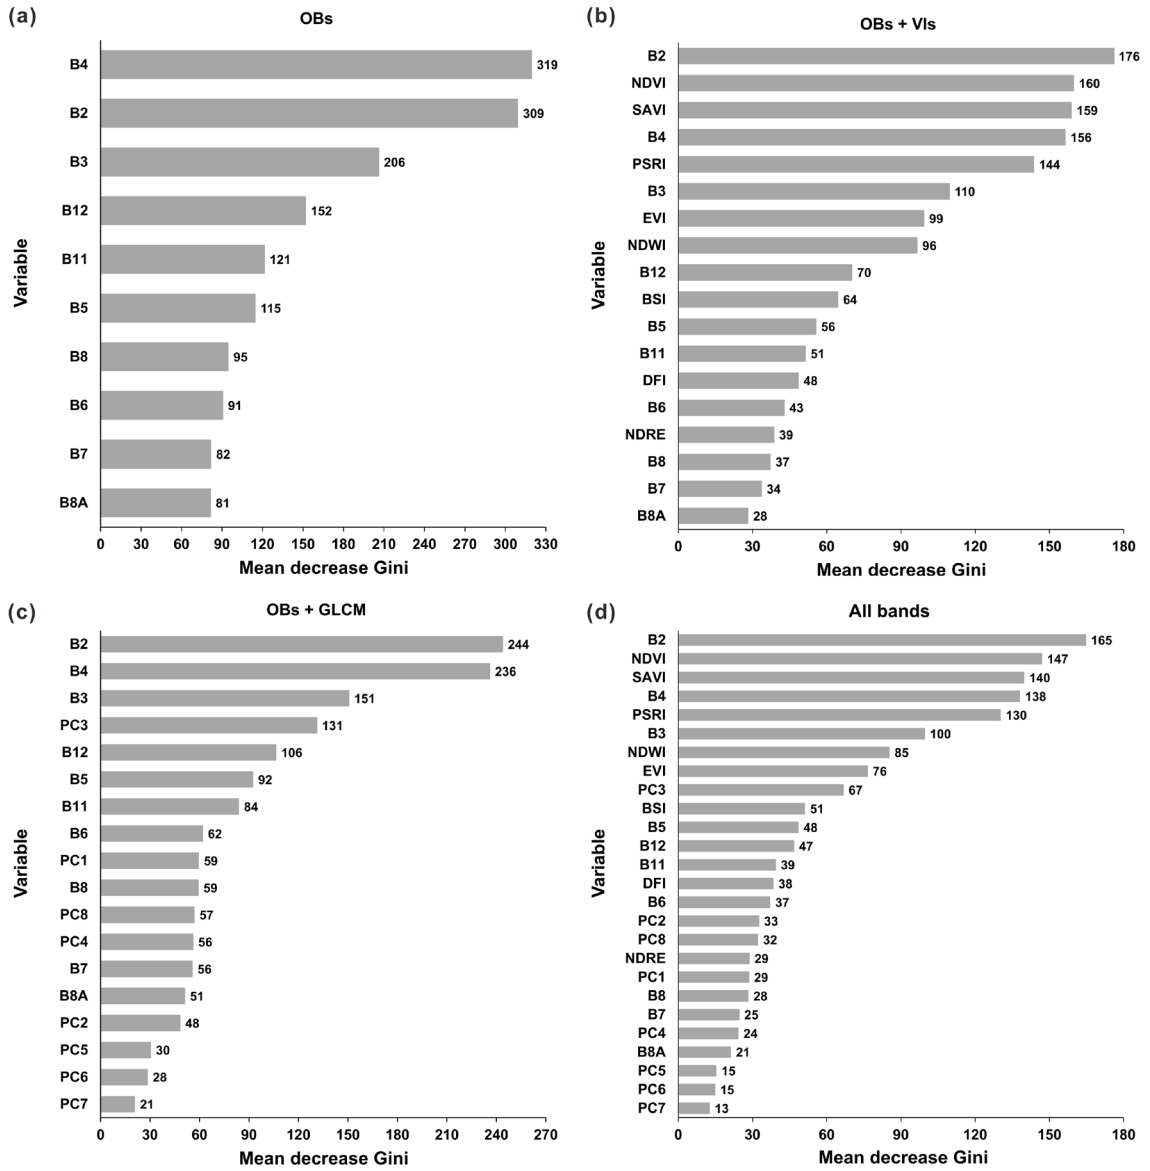 (a)
OBs
Variable
B4 319
B2 309
B3 206
B12 152
B11 121
B5 115
B8 95
B6 91
B7 82
B8A 81
0 30 60 90 120 150 180 210 240 270 300 330
Mean decrease Gini
(b)
OBs + VIs
Variable
B2 176
NDVI 160
SAVI 159
B4 156
PSRI 144
B3 110
EVI 99
NDWI 96
B12 70
BSI 64
B5 56
B11 51
DFI 48
B6 43
NDRE 39
B8 37
B7 34
B8A 28
0 30 60 90 120 150 180
Mean decrease Gini
(c)
OBs + GLCM
Variable
B2 244
B4 236
B3 151
PC3 131
B12 106
B5 92
B11 84
B6 62
PC1 59
B8 59
PC8 57
PC4 56
B7 56
B8A 51
PC2 48
PC5 30
PC6 28
PC7 21
0 30 60 90 120 150 180 210 240 270
Mean decrease Gini
(d)
All bands
Variable
B2 165
NDVI 147
SAVI 140
B4 138
PSRI 130
B3 100
NDWI 85
EVI 76
PC3 67
BSI 51
B5 48
B12 47
B11 39
DFI 38
B6 37
PC2 33
PC8 32
NDRE 29
PC1 29
B8 28
B7 25
PC4 24
B8A 21
PC5 15
PC6 15
PC7 13
0 30 60 90 120 150 180
Mean decrease Gini